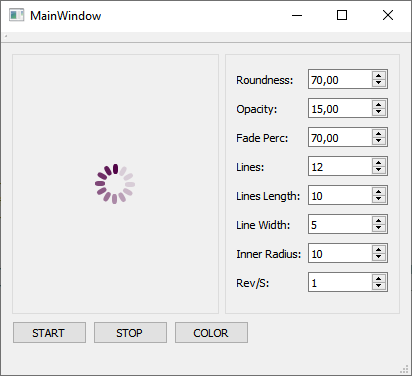 MainWindow
Roundness: 70,00
Opacity: 15,00
Fade Perc: 70,00
Lines: 12
Lines Length: 10
Line Width: 5
Inner Radius: 10
Rev/S: 1
START STOP COLOR